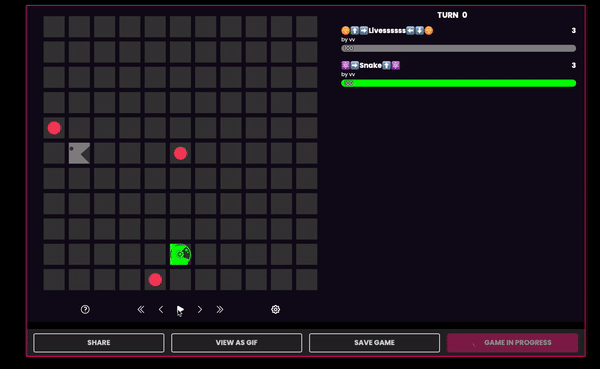 TURN 0
🟠⬆️➡️Livessssss⬅️⬇️🟠 3
by vv
100
⚛️➡️Snake⬆️⚛️ 3
by vv
100
SHARE
VIEW AS GIF
SAVE GAME
GAME IN PROGRESS